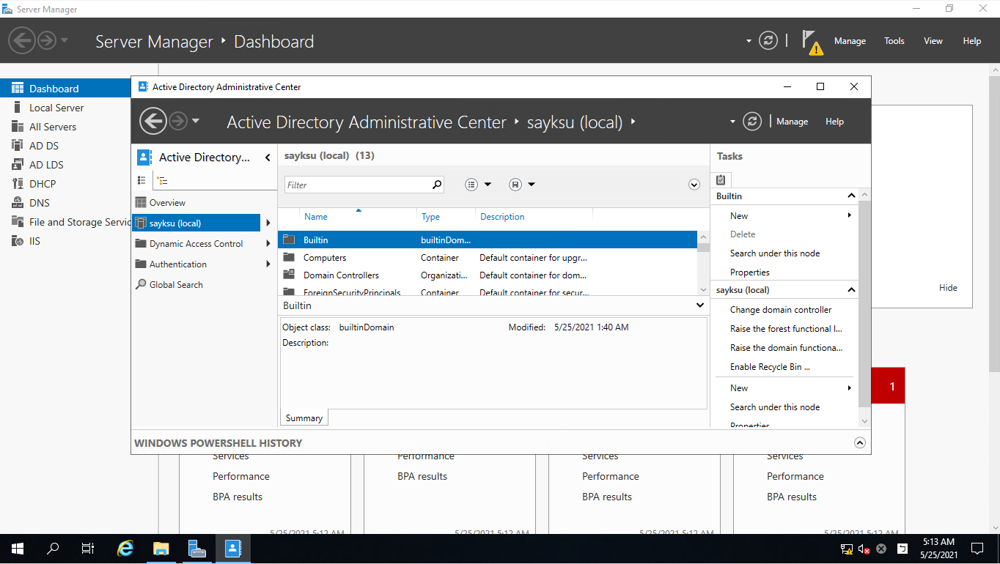 Server Manager
Server Manager ‣ Dashboard
Manage Tools View Help
Dashboard
Local Server
All Servers
AD DS
AD LDS
DHCP
DNS
File and Storage Servic
IIS
Active Directory Administrative Center
Active Directory Administrative Center ‣ sayksu (local) ‣
Manage Help
Active Directory...
Overview
sayksu (local)
Dynamic Access Control
Authentication
Global Search
sayksu (local) (13)
Filter
Name Type Description
Builtin builtinDom...
Computers Container Default container for upgr...
Domain Controllers Organizati... Default container for dom...
ForeignSecurityPrincipals Container Default container for secur...
Builtin
Object class: builtinDomain Modified: 5/25/2021 1:40 AM
Description:
Summary
Tasks
Builtin
New
Delete
Search under this node
Properties
sayksu (local)
Change domain controller
Raise the forest functional l...
Raise the domain functiona...
Enable Recycle Bin ...
New
Search under this node
Properties
WINDOWS POWERSHELL HISTORY
Hide
1
Services Performance Services Services
Performance BPA results Performance Performance
BPA results BPA results BPA results
5/25/2021 5:12 AM 5/25/2021 5:12 AM 5/25/2021 5:12 AM 5/25/2021 5:12 AM
5:13 AM
5/25/2021